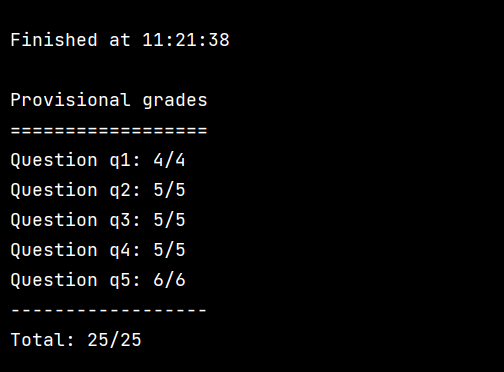 Finished at 11:21:38
Provisional grades
==================
Question q1: 4/4
Question q2: 5/5
Question q3: 5/5
Question q4: 5/5
Question q5: 6/6
------------------
Total: 25/25